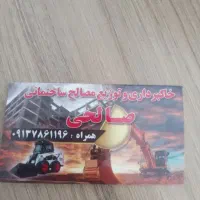 خاکبرداری و توزیع مصالح ساختمانی
صالحی
همراه : ۰۹۱۳۷۸۶۱۱۹۶